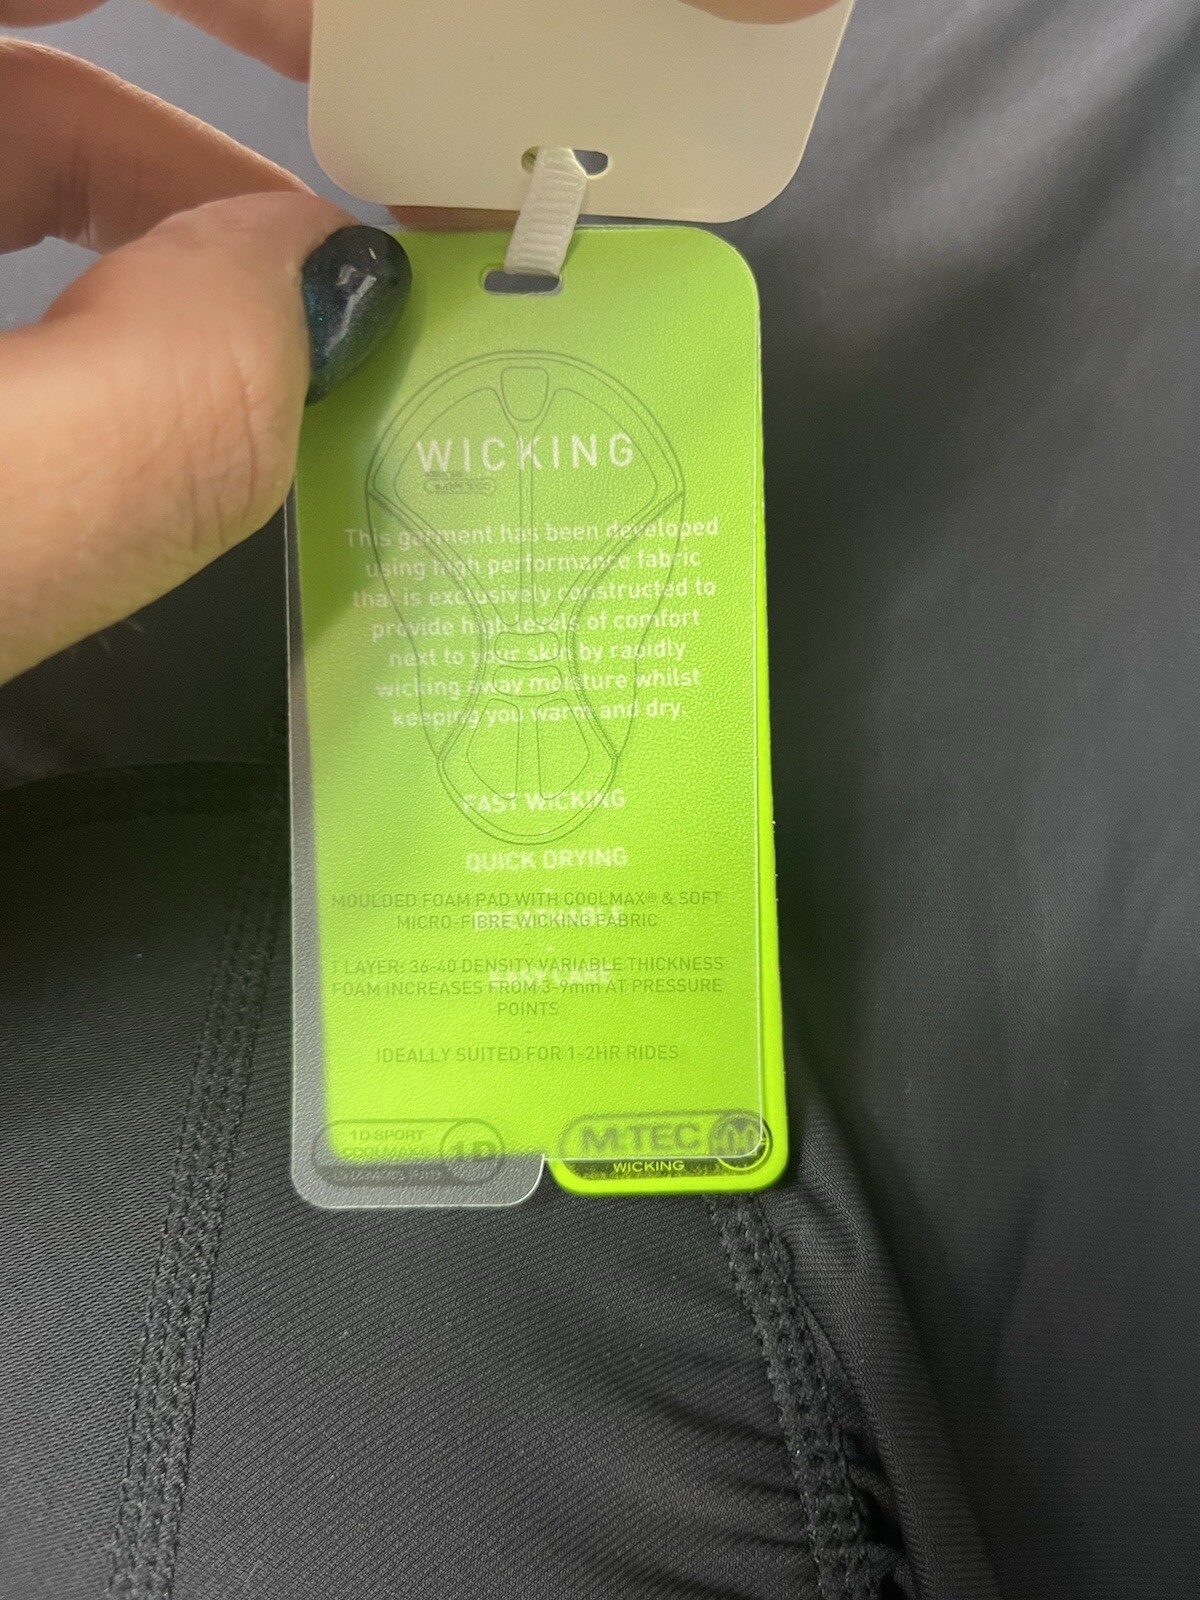 WICKING
This garment has been developed
using high performance fabric
that is exclusively constructed to
provide high levels of comfort
next to your skin by rapidly
wicking away moisture whilst
keeping you warm and dry.
FAST WICKING
-
QUICK DRYING
-
MOULDED FOAM PAD WITH COOLMAX® & SOFT
MICRO-FIBRE WICKING FABRIC
-
EASY CARE
1 LAYER: 36-40 DENSITY VARIABLE THICKNESS
FOAM INCREASES FROM 3-9mm AT PRESSURE
POINTS
-
IDEALLY SUITED FOR 1-2HR RIDES
1D-SPORT
COOLMAX
1D
M:TEC
WICKING